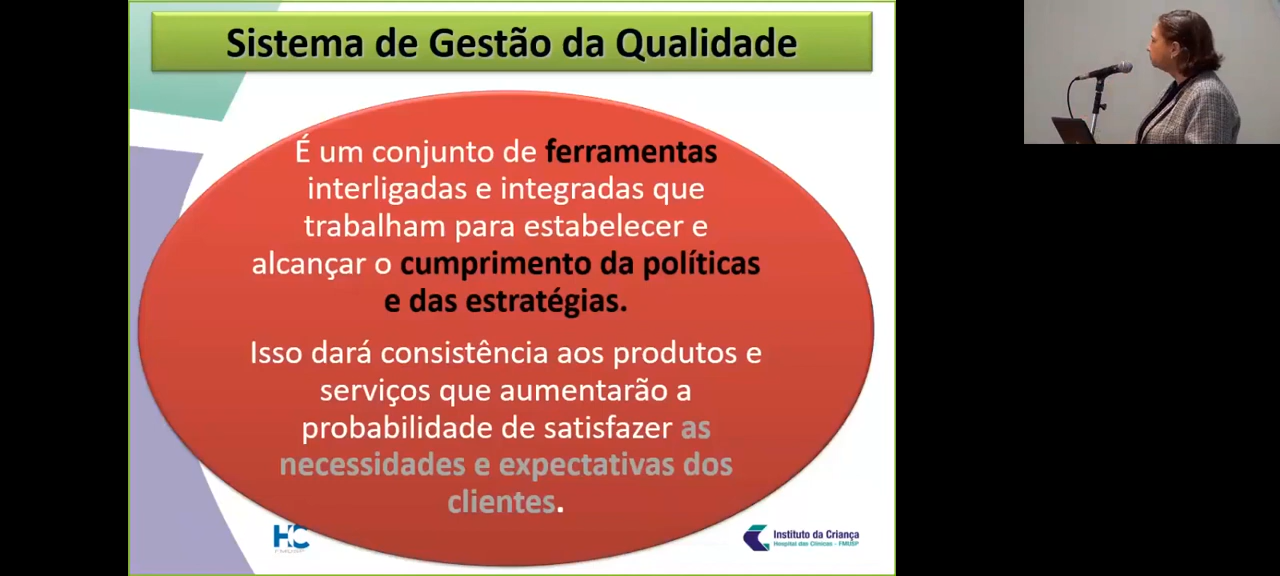 Sistema de Gestão da Qualidade
É um conjunto de ferramentas
interligadas e integradas que
trabalham para estabelecer e
alcançar o cumprimento da políticas
e das estratégias.
Isso dará consistência aos produtos e
serviços que aumentarão a
probabilidade de satisfazer as
necessidades e expectativas dos
clientes.
HC
FMUSP
Instituto da Criança
Hospital das Clínicas - FMUSP